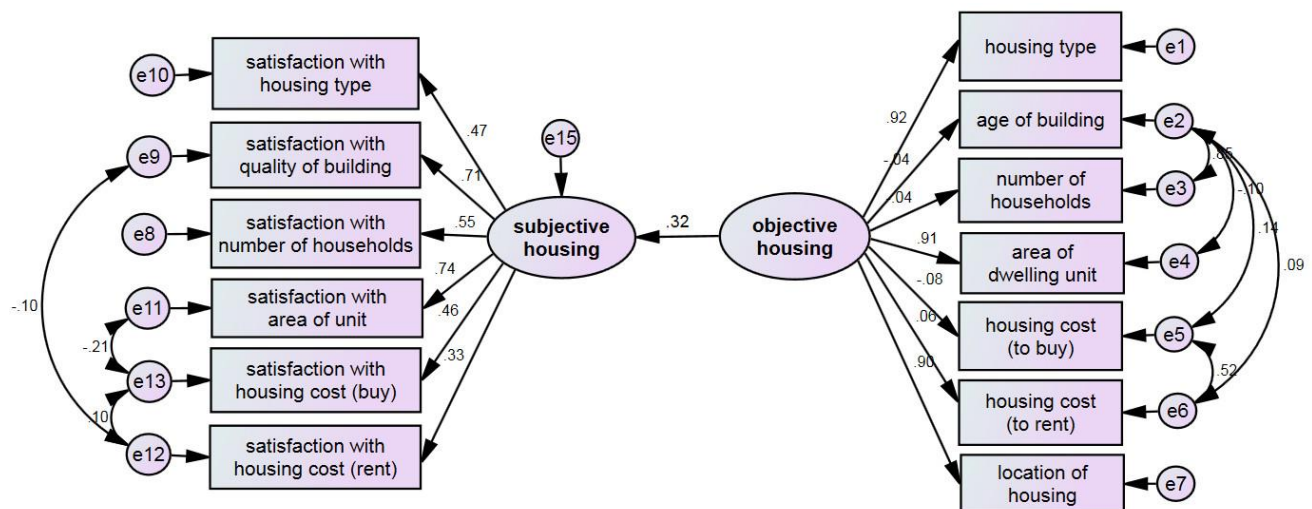 e10
satisfaction with
housing type
e9
satisfaction with
quality of building
e8
satisfaction with
number of households
e11
satisfaction with
area of unit
e13
satisfaction with
housing cost (buy)
e12
satisfaction with
housing cost (rent)
-.10
-.21
.10
.47
.71
.55
.74
.46
.33
e15
subjective
housing
.32
objective
housing
.92
-.04
-.04
.91
-.08
.06
.90
housing type
e1
age of building
e2
number of
households
e3
area of
dwelling unit
e4
housing cost
(to buy)
e5
housing cost
(to rent)
e6
location of
housing
e7
.85
-.10
.14
.09
.52